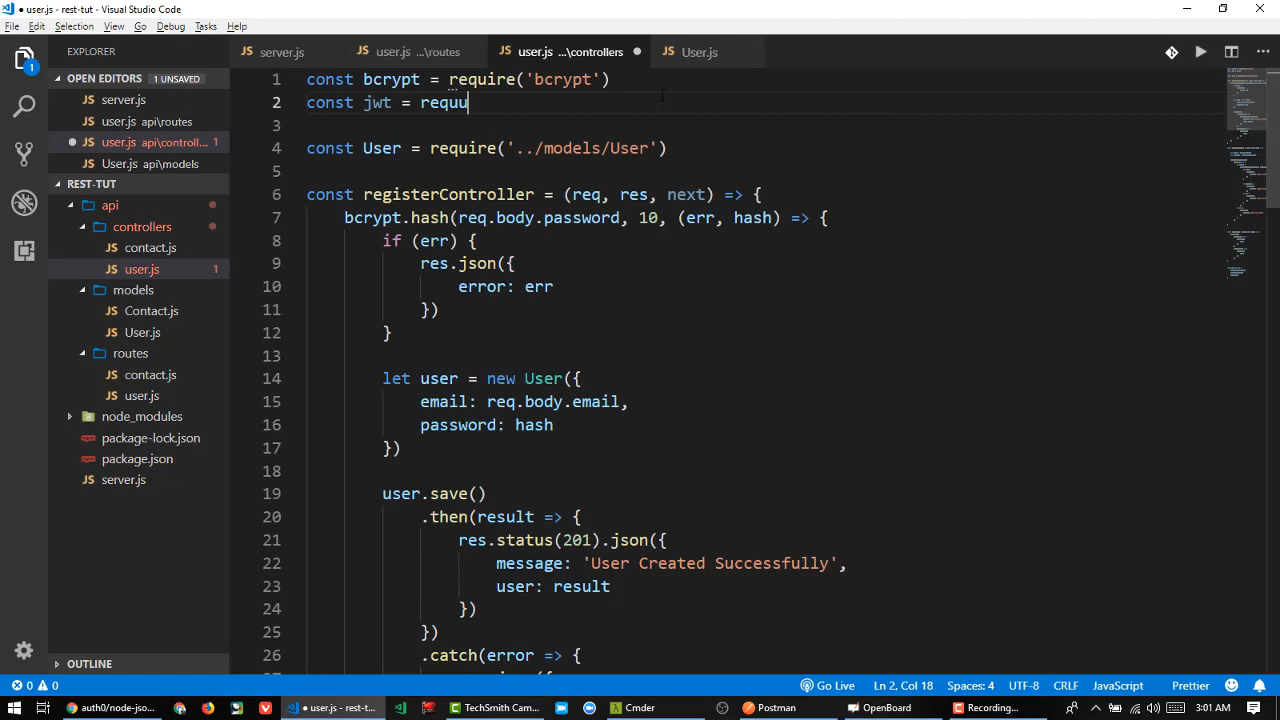 ● user.js - rest-tut - Visual Studio Code
File Edit Selection View Go Debug Tasks Help
EXPLORER
OPEN EDITORS 1 UNSAVED
server.js
user.js api\routes
user.js api\controll... 1
User.js api\models
REST-TUT
api
controllers
contact.js
user.js 1
models
Contact.js
User.js
routes
contact.js
user.js
node_modules
package-lock.json
package.json
server.js
OUTLINE
1
server.js user.js ...\routes user.js ...\controllers User.js
1 const bcrypt = require('bcrypt')
2 const jwt = requu
3
4 const User = require('../models/User')
5
6 const registerController = (req, res, next) => {
7 bcrypt.hash(req.body.password, 10, (err, hash) => {
8 if (err) {
9 res.json({
10 error: err
11 })
12 }
13
14 let user = new User({
15 email: req.body.email,
16 password: hash
17 })
18
19 user.save()
20 .then(result => {
21 res.status(201).json({
22 message: 'User Created Successfully',
23 user: result
24 })
25 })
26 .catch(error => {
0 0 Go Live Ln 2, Col 18 Spaces: 4 UTF-8 CRLF JavaScript Prettier
auth0/node-jso... ● user.js - rest-t... TechSmith Cam... Cmder Postman OpenBoard Recording... 3:01 AM